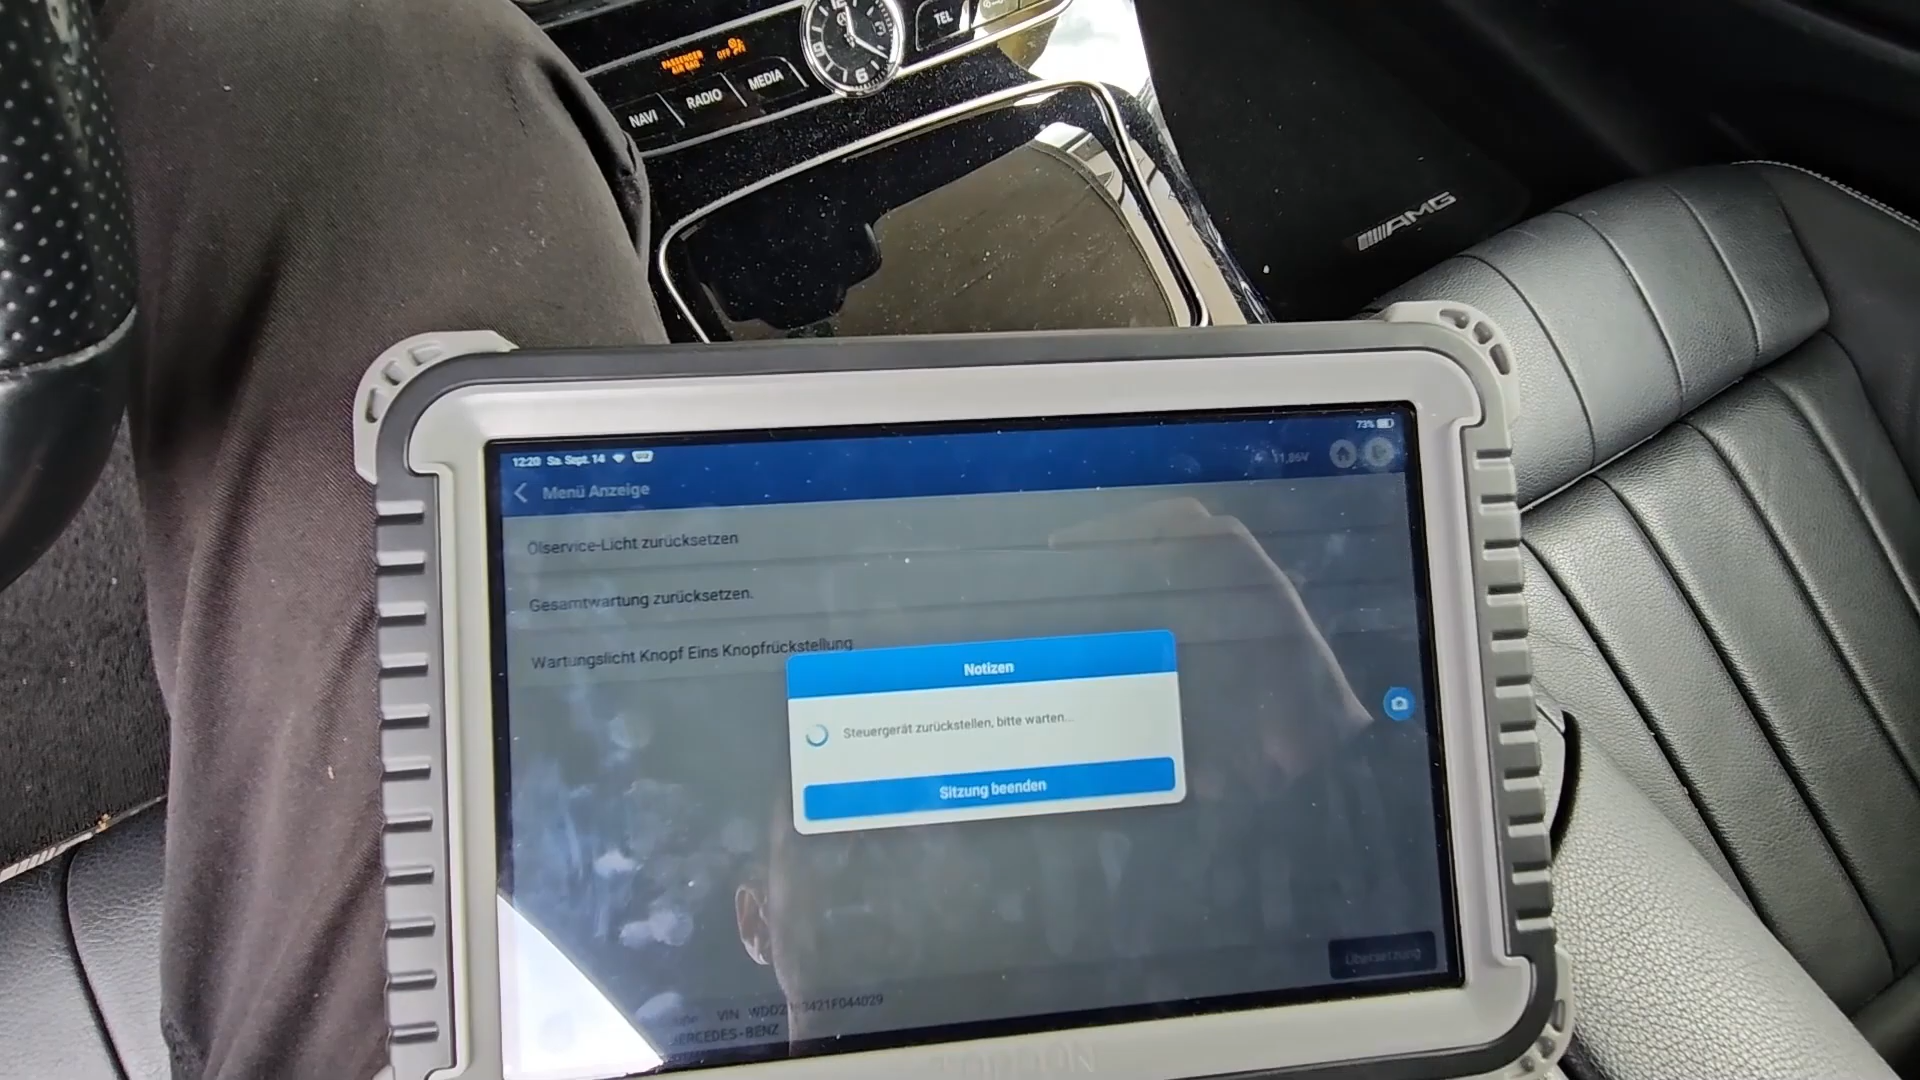 PASSENGER
AIR BAG
OFF
NAVI
RADIO
MEDIA
TEL
AMG
12:20 Sa. Sept. 14
73%
11,86V
Menü Anzeige
Ölservice-Licht zurücksetzen
Gesamtwartung zurücksetzen.
Wartungslicht Knopf Eins Knopfrückstellung
Notizen
Steuergerät zurückstellen, bitte warten...
Sitzung beenden
Übersetzung
VIN
MERCEDES-BENZ